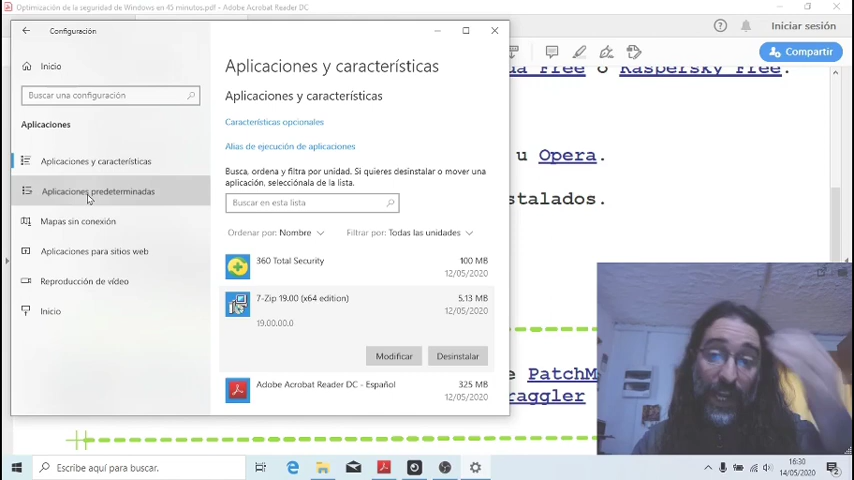 Optimización de la seguridad de Windows en 45 minutos.pdf - Adobe Acrobat Reader DC
Iniciar sesión
Compartir
Free o Kaspersky Free.
u Opera.
stalados.
PatchM
raggler
Configuración
Inicio
Buscar una configuración
Aplicaciones
Aplicaciones y características
Aplicaciones predeterminadas
Mapas sin conexión
Aplicaciones para sitios web
Reproducción de vídeo
Inicio
Aplicaciones y características
Aplicaciones y características
Características opcionales
Alias de ejecución de aplicaciones
Busca, ordena y filtra por unidad. Si quieres desinstalar o mover una
aplicación, selecciónala de la lista.
Buscar en esta lista
Ordenar por: Nombre Filtrar por: Todas las unidades
360 Total Security 100 MB
12/05/2020
7-Zip 19.00 (x64 edition) 5,13 MB
12/05/2020
19.00.00.0
Modificar Desinstalar
Adobe Acrobat Reader DC - Español 325 MB
12/05/2020
Escribe aquí para buscar.
16:30
14/05/2020
2